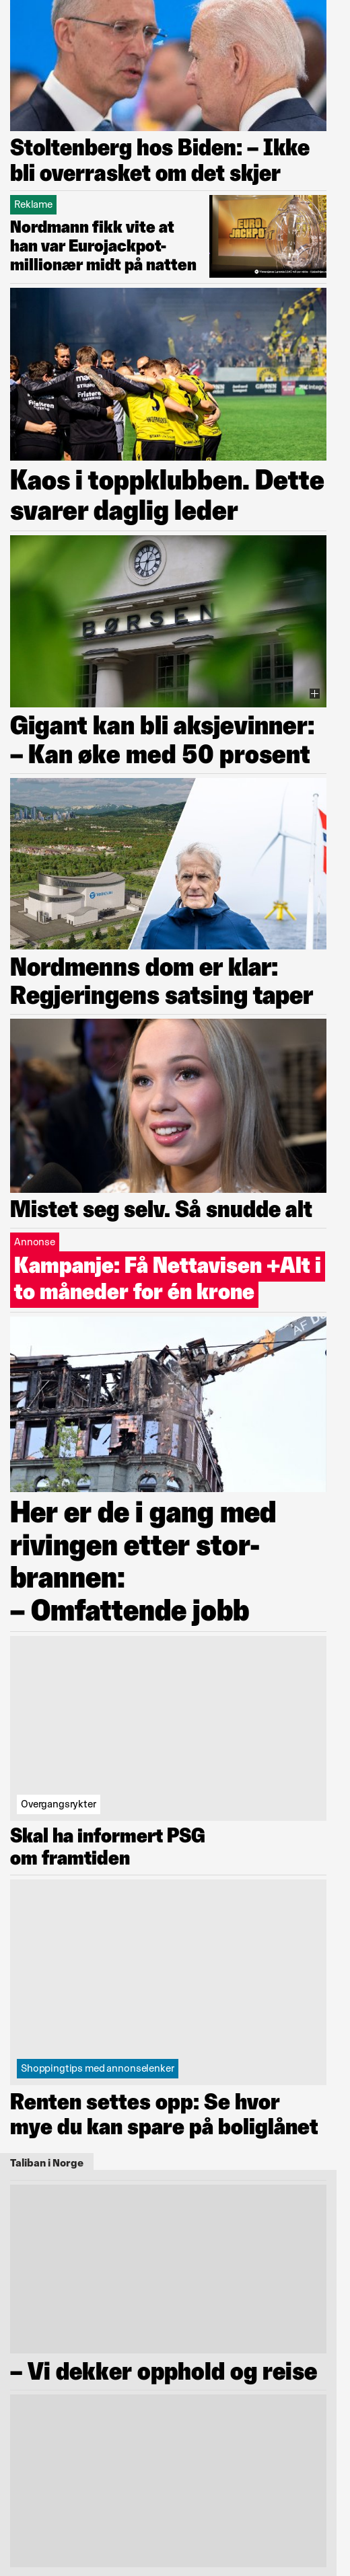 Stoltenberg hos Biden: – Ikke
bli overrasket om det skjer
Reklame
Nordmann fikk vite at
han var Eurojackpot-
millionær midt på natten
EURO
JACKPOT
Kaos i toppklubben. Dette
svarer daglig leder
BØRSEN
Gigant kan bli aksjevinner:
– Kan øke med 50 prosent
Nordmenns dom er klar:
Regjeringens satsing taper
Mistet seg selv. Så snudde alt
Annonse
Kampanje: Få Nettavisen +Alt i
to måneder for én krone
Her er de i gang med
rivingen etter stor-
brannen:
– Omfattende jobb
Overgangsrykter
Skal ha informert PSG
om framtiden
Shoppingtips med annonselenker
Renten settes opp: Se hvor
mye du kan spare på boliglånet
Taliban i Norge
– Vi dekker opphold og reise